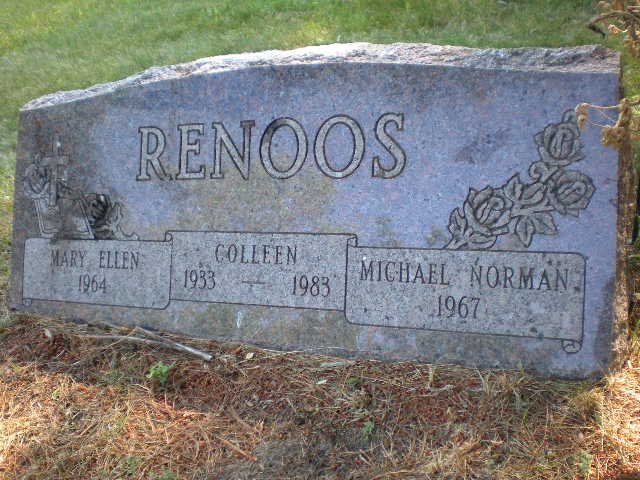 RENOOS
MARY ELLEN
1964
COLLEEN
1933 — 1983
MICHAEL NORMAN
1967